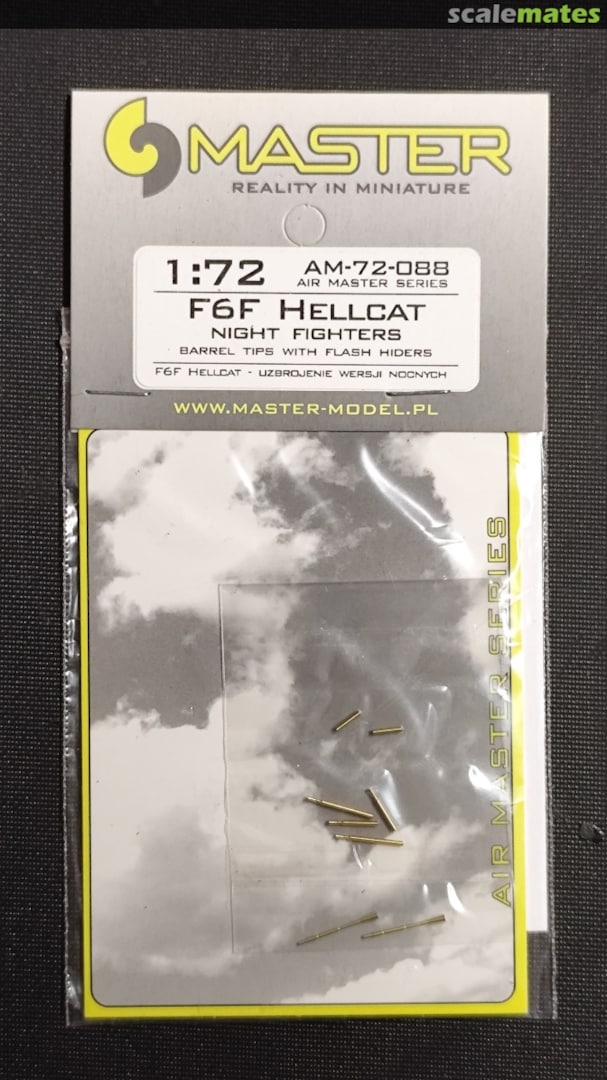 scalemates
MASTER
REALITY IN MINIATURE
1:72
AM-72-088
AIR MASTER SERIES
F6F HELLCAT
NIGHT FIGHTERS
BARREL TIPS WITH FLASH HIDERS
F6F HELLCAT - UZBROJENIE WERSJI NOCNYCH
WWW.MASTER-MODEL.PL
AIR MASTER SERIES